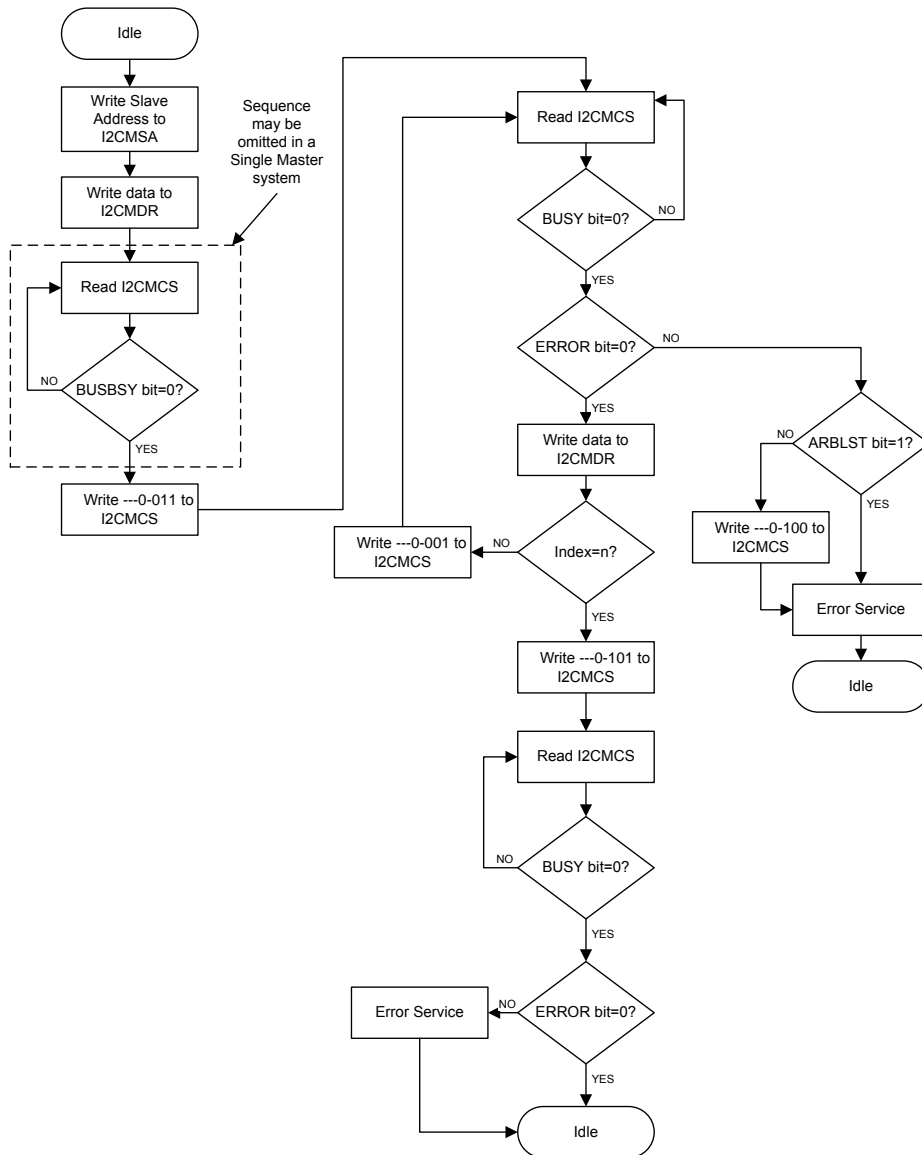 Idle
Write Slave
Address to
I2CMSA
Sequence
may be
omitted in a
Single Master
system
Write data to
I2CMDR
Read I2CMCS
NO
BUSBSY bit=0?
YES
Write ---0-011 to
I2CMCS
Read I2CMCS
BUSY bit=0?
NO
YES
ERROR bit=0?
NO
YES
Write data to
I2CMDR
ARBLST bit=1?
NO
YES
Write ---0-100 to
I2CMCS
Error Service
Idle
Index=n?
NO
Write ---0-001 to
I2CMCS
YES
Write ---0-101 to
I2CMCS
Read I2CMCS
BUSY bit=0?
NO
YES
ERROR bit=0?
NO
Error Service
YES
Idle